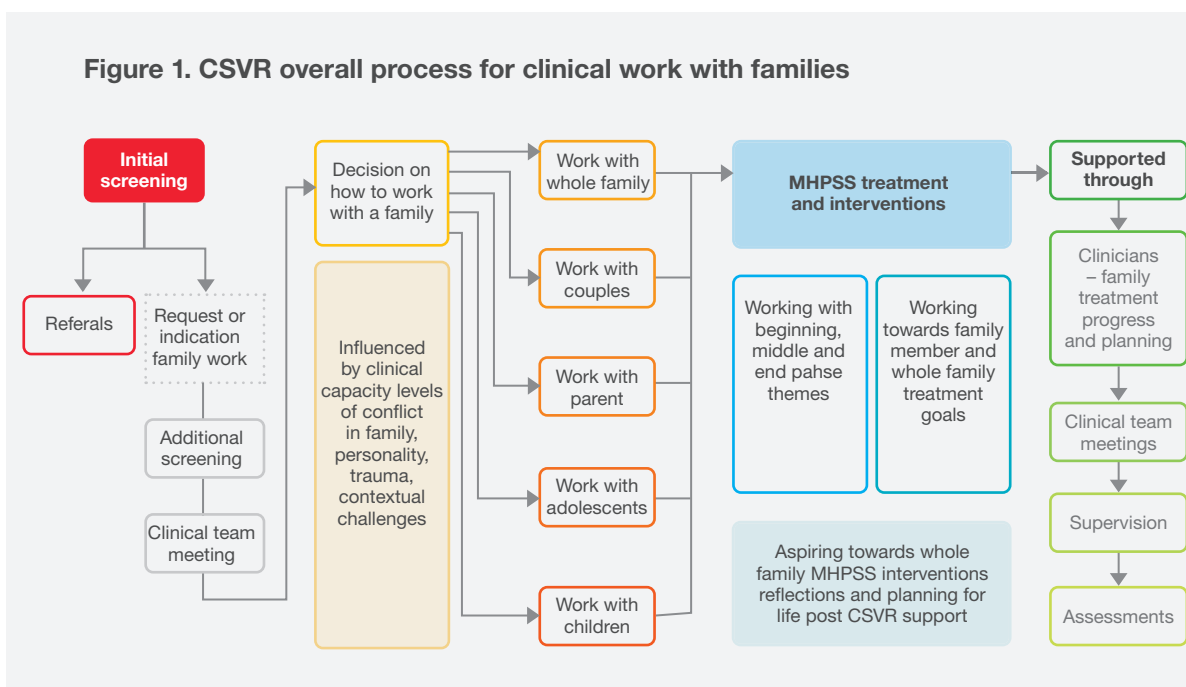 Figure 1. CSVR overall process for clinical work with families
Initial
screening
Referrals
Request or
indication
family work
Additional
screening
Clinical team
meeting
Decision on
how to work
with a family
Influenced
by clinical
capacity levels
of conflict
in family,
personality,
trauma,
contextual
challenges
Work with
whole family
Work with
couples
Work with
parent
Work with
adolescents
Work with
children
MHPSS treatment
and interventions
Working with
beginning,
middle and
end pahse
themes
Working
towards family
member and
whole family
treatment
goals
Aspiring towards whole
family MHPSS interventions
reflections and planning for
life post CSVR support
Supported
through
Clinicians
– family
treatment
progress
and planning
Clinical team
meetings
Supervision
Assessments